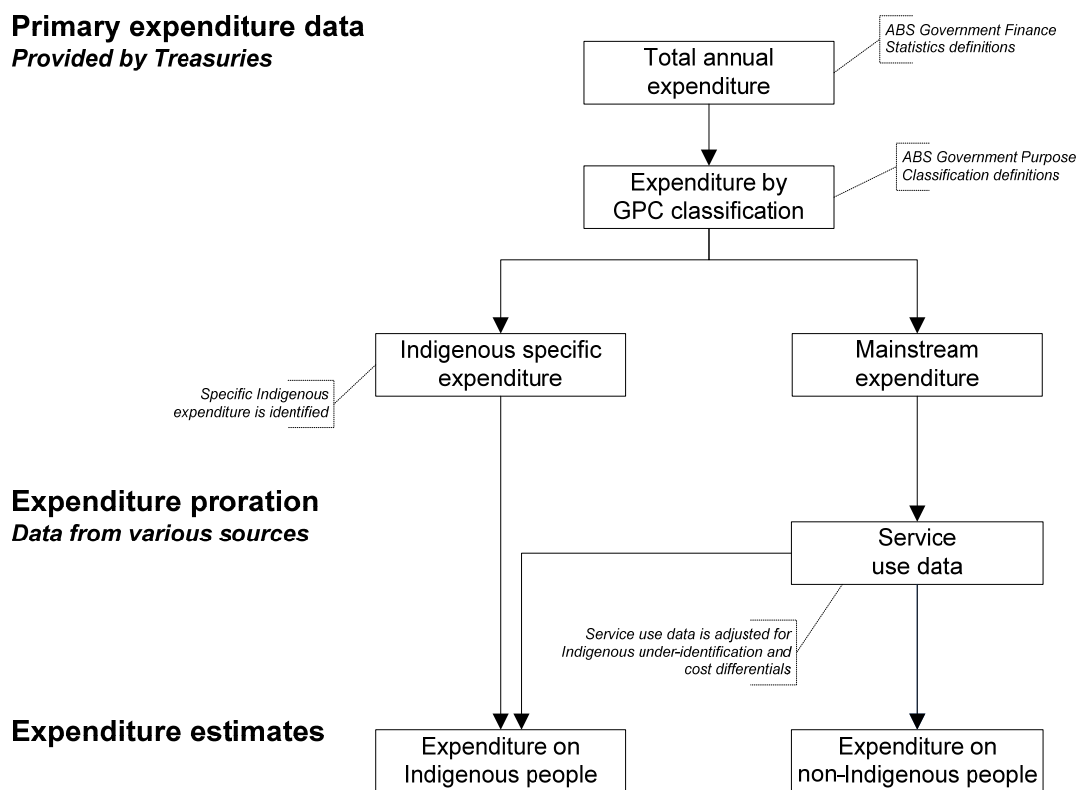 Primary expenditure data
Provided by Treasuries
Total annual
expenditure
ABS Government Finance
Statistics definitions
Expenditure by
GPC classification
ABS Government Purpose
Classification definitions
Indigenous specific
expenditure
Mainstream
expenditure
Specific Indigenous
expenditure is identified
Expenditure proration
Data from various sources
Service
use data
Service use data is adjusted for
Indigenous under-identification and
cost differentials
Expenditure estimates
Expenditure on
Indigenous people
Expenditure on
non-Indigenous people